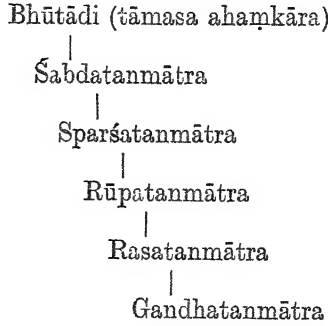 Bhūtādi (tāmasa ahaṃkāra)
Śabdatanmātra
Sparśatanmātra
Rūpatanmātra
Rasatanmātra
Gandhatanmātra